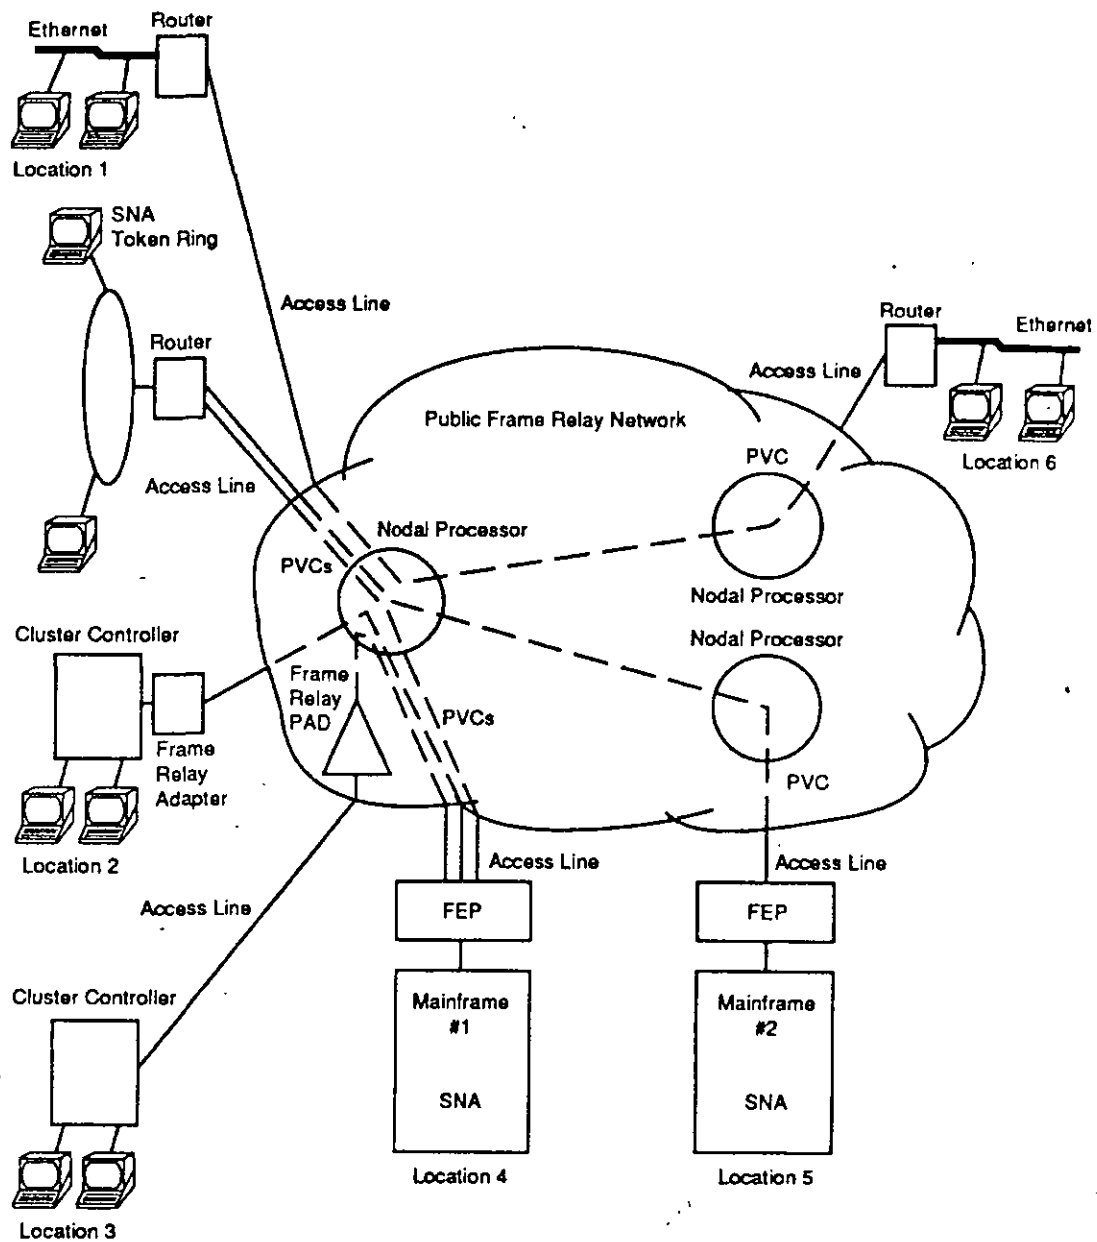 Router
Ethernet
Location 1
SNA
Token Ring
Access Line
Router
Router
Ethernet
Access Line
Public Frame Relay Network
PVC
Location 6
Access Line
Nodal Processor
PVCs
Nodal Processor
Nodal Processor
Cluster Controller
Frame
Relay
PAD
PVCs
Frame
Relay
Adapter
PVC
Location 2
Access Line
Access Line
Access Line
FEP
FEP
Cluster Controller
Mainframe
#1
SNA
Mainframe
#2
SNA
Location 4
Location 5
Location 3